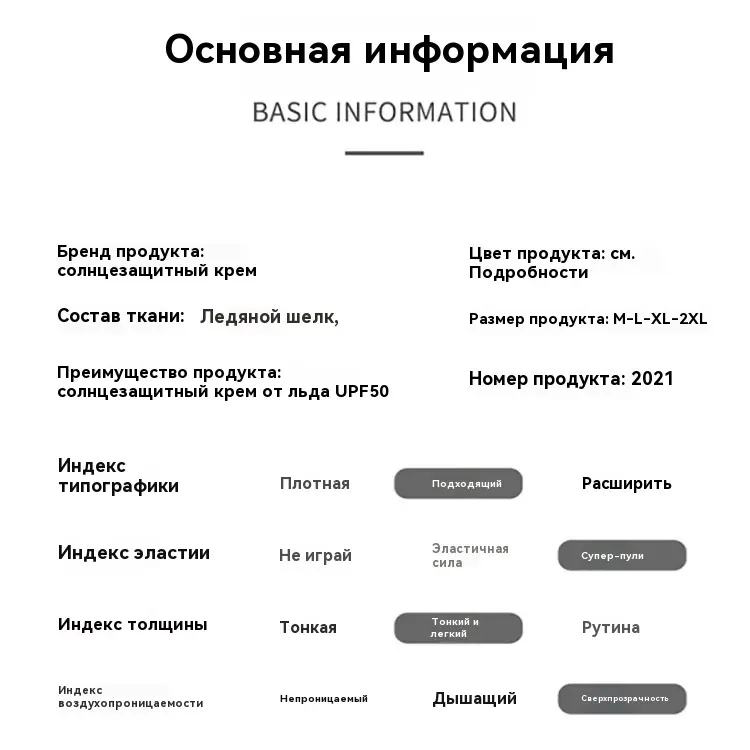 Основная информация
BASIC INFORMATION
Бренд продукта:
солнцезащитный крем
Цвет продукта: см.
Подробности
Состав ткани: Ледяной шелк,
Размер продукта: M-L-XL-2XL
Преимущество продукта:
солнцезащитный крем от льда UPF50
Номер продукта: 2021
Индекс
типографики
Плотная
Подходящий
Расширить
Индекс эластии
Не играй
Эластичная
сила
Супер-пули
Индекс толщины
Тонкая
Тонкий и
легкий
Рутина
Индекс
воздухопроницаемости
Непроницаемый
Дышащий
Сверхпрозрачность